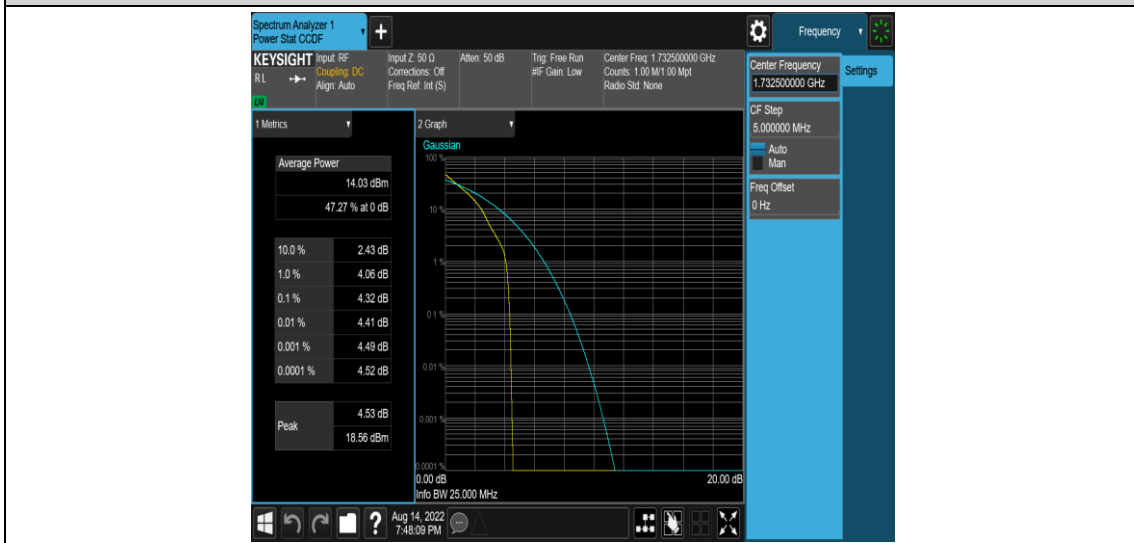 Spectrum Analyzer 1
Power Stat CCDF
Frequency
KEYSIGHT
RL
Input: RF
Coupling: DC
Align: Auto
Input Z: 50 Ω
Corrections: Off
Freq Ref: Int (S)
Atten: 50 dB
Trig: Free Run
#IF Gain: Low
Center Freq: 1.732500000 GHz
Counts: 1.00 M/1.00 Mpt
Radio Std: None
Center Frequency
1.732500000 GHz
Settings
CF Step
5.000000 MHz
Auto
Man
Freq Offset
0 Hz
1 Metrics
Average Power
14.03 dBm
47.27 % at 0 dB
10.0 % 2.43 dB
1.0 % 4.06 dB
0.1 % 4.32 dB
0.01 % 4.41 dB
0.001 % 4.49 dB
0.0001 % 4.52 dB
Peak
4.53 dB
18.56 dBm
2 Graph
Gaussian
100 %
10 %
1 %
0.1 %
0.01 %
0.001 %
0.0001 %
0.00 dB 20.00 dB
Info BW 25.000 MHz
Aug 14, 2022
7:48:09 PM